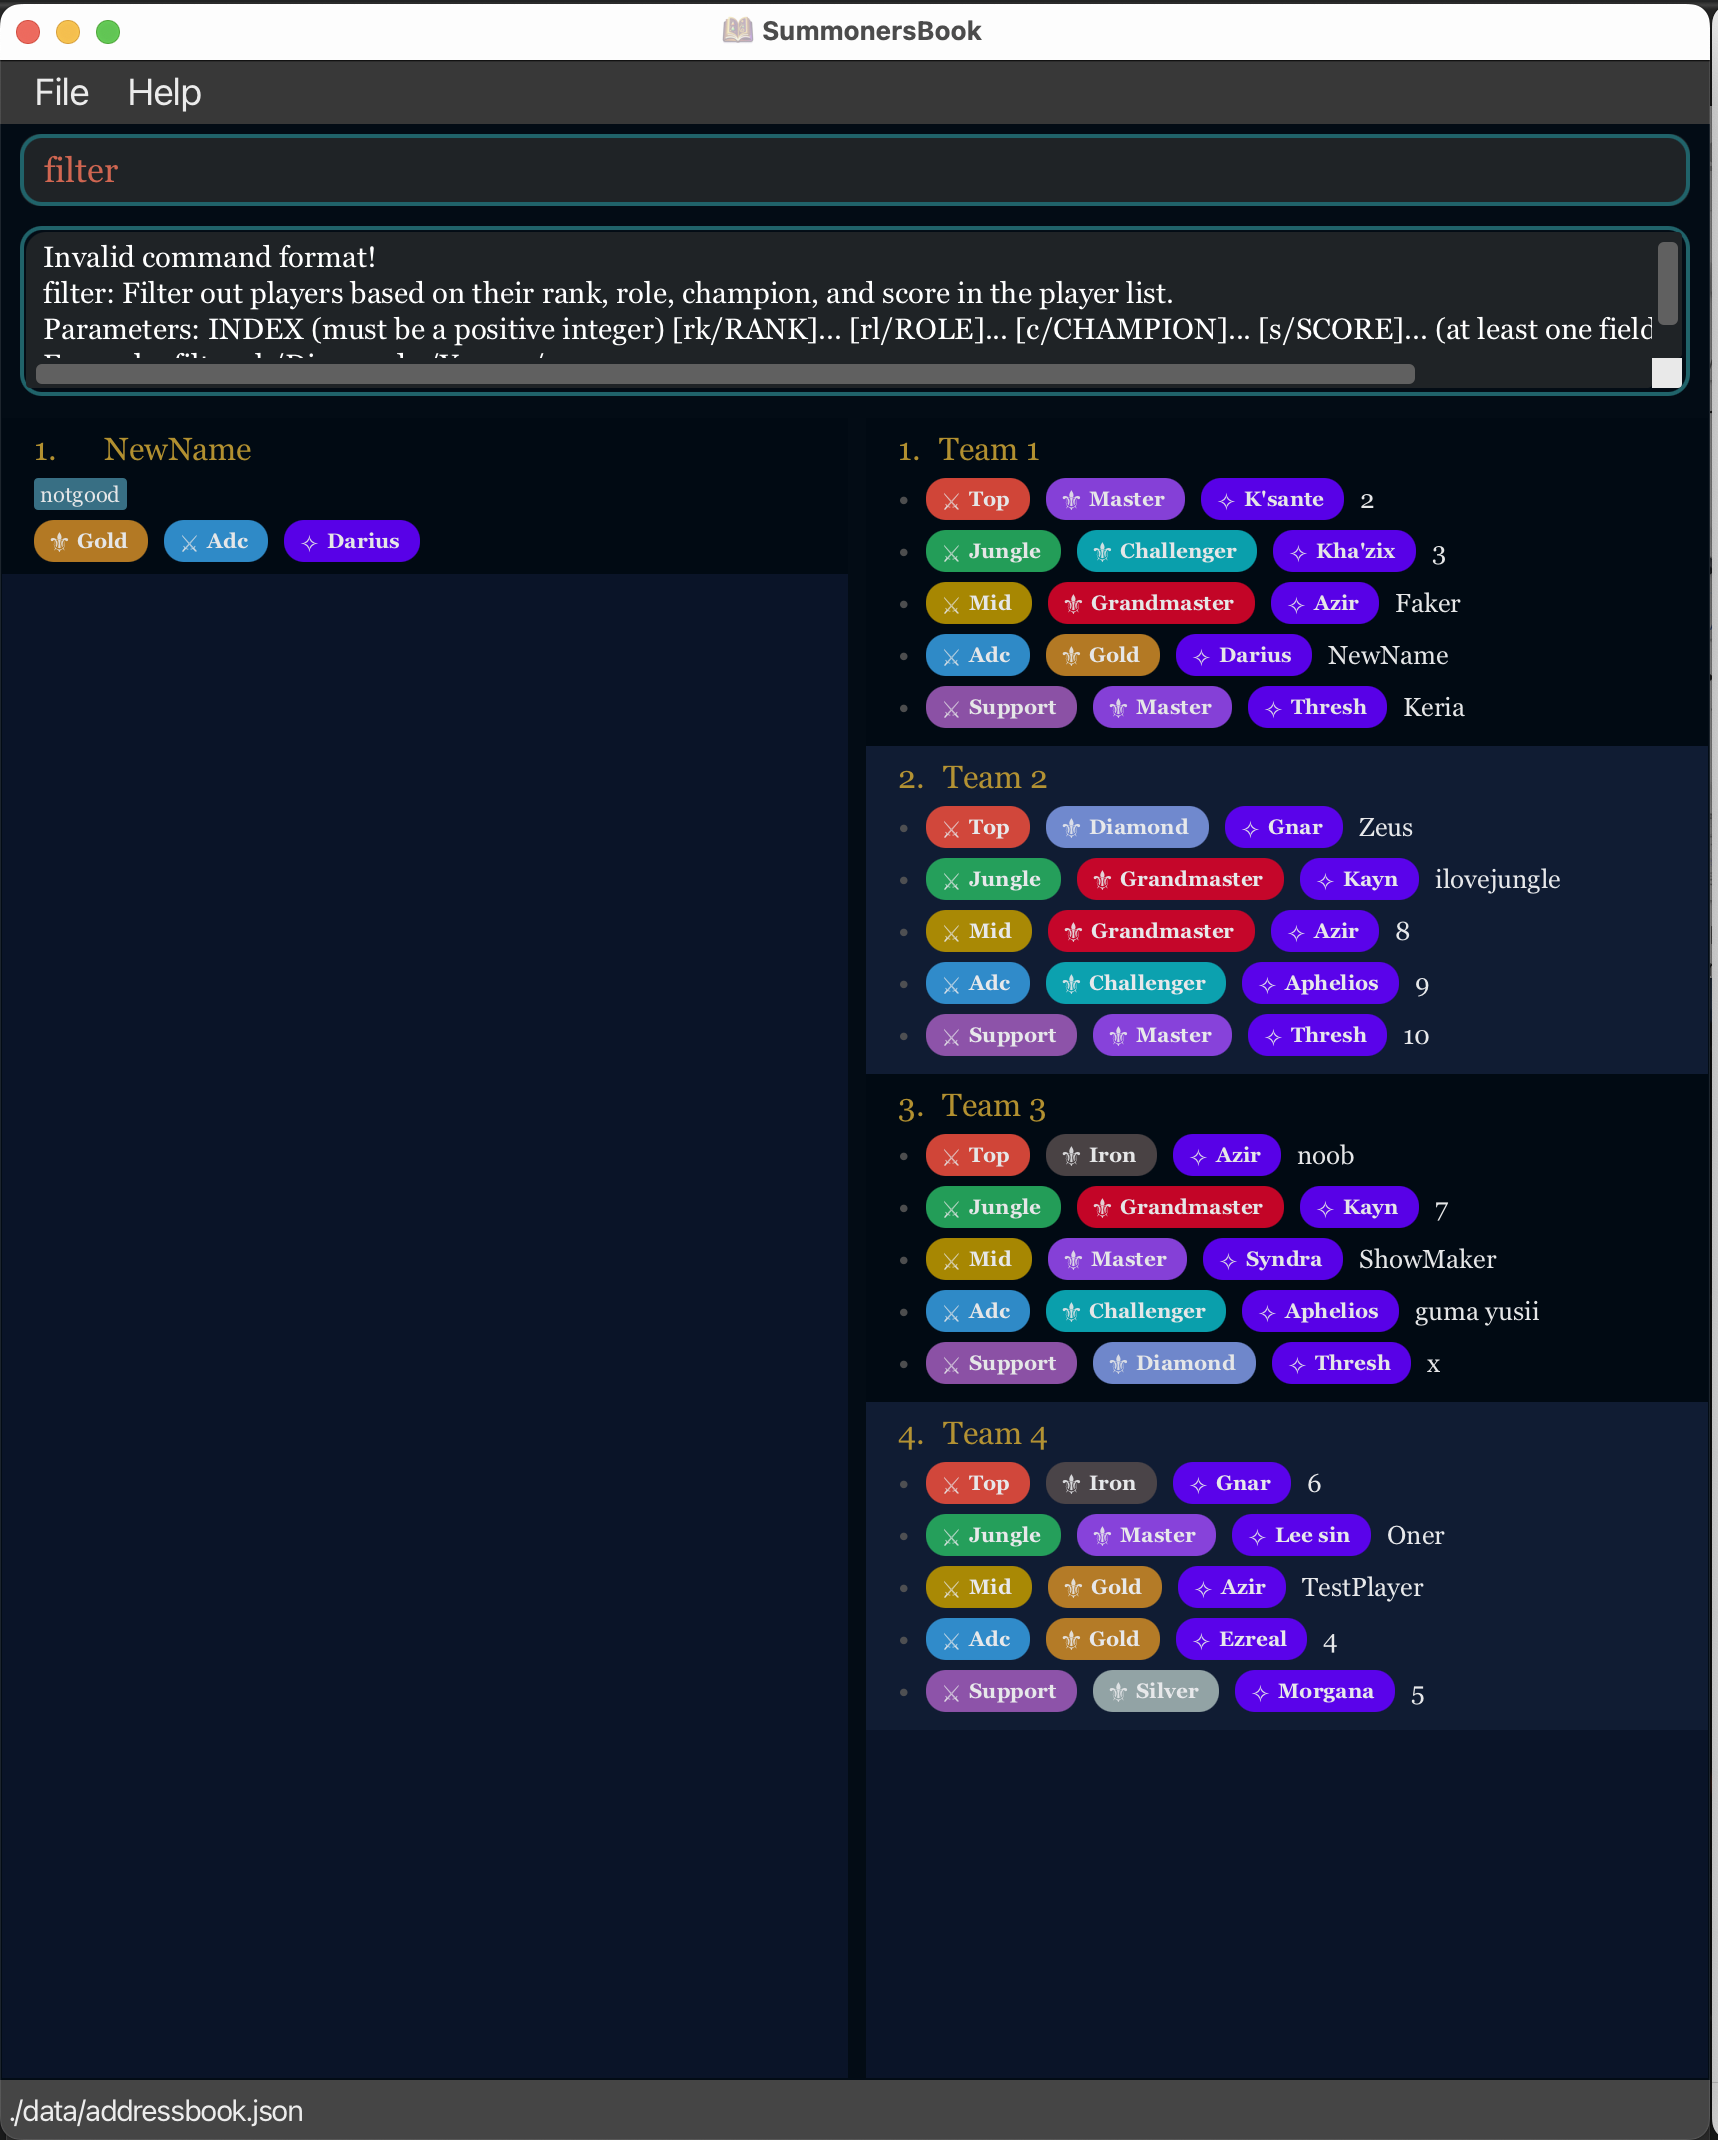 SummonersBook
File Help
filter
Invalid command format!
filter: Filter out players based on their rank, role, champion, and score in the player list.
Parameters: INDEX (must be a positive integer) [rk/RANK]... [rl/ROLE]... [c/CHAMPION]... [s/SCORE]... (at least one field
1. NewName
notgood
Gold Adc Darius
1. Team 1
Top Master K'sante 2
Jungle Challenger Kha'zix 3
Mid Grandmaster Azir Faker
Adc Gold Darius NewName
Support Master Thresh Keria
2. Team 2
Top Diamond Gnar Zeus
Jungle Grandmaster Kayn ilovejungle
Mid Grandmaster Azir 8
Adc Challenger Aphelios 9
Support Master Thresh 10
3. Team 3
Top Iron Azir noob
Jungle Grandmaster Kayn 7
Mid Master Syndra ShowMaker
Adc Challenger Aphelios guma yusii
Support Diamond Thresh x
4. Team 4
Top Iron Gnar 6
Jungle Master Lee sin Oner
Mid Gold Azir TestPlayer
Adc Gold Ezreal 4
Support Silver Morgana 5
./data/addressbook.json